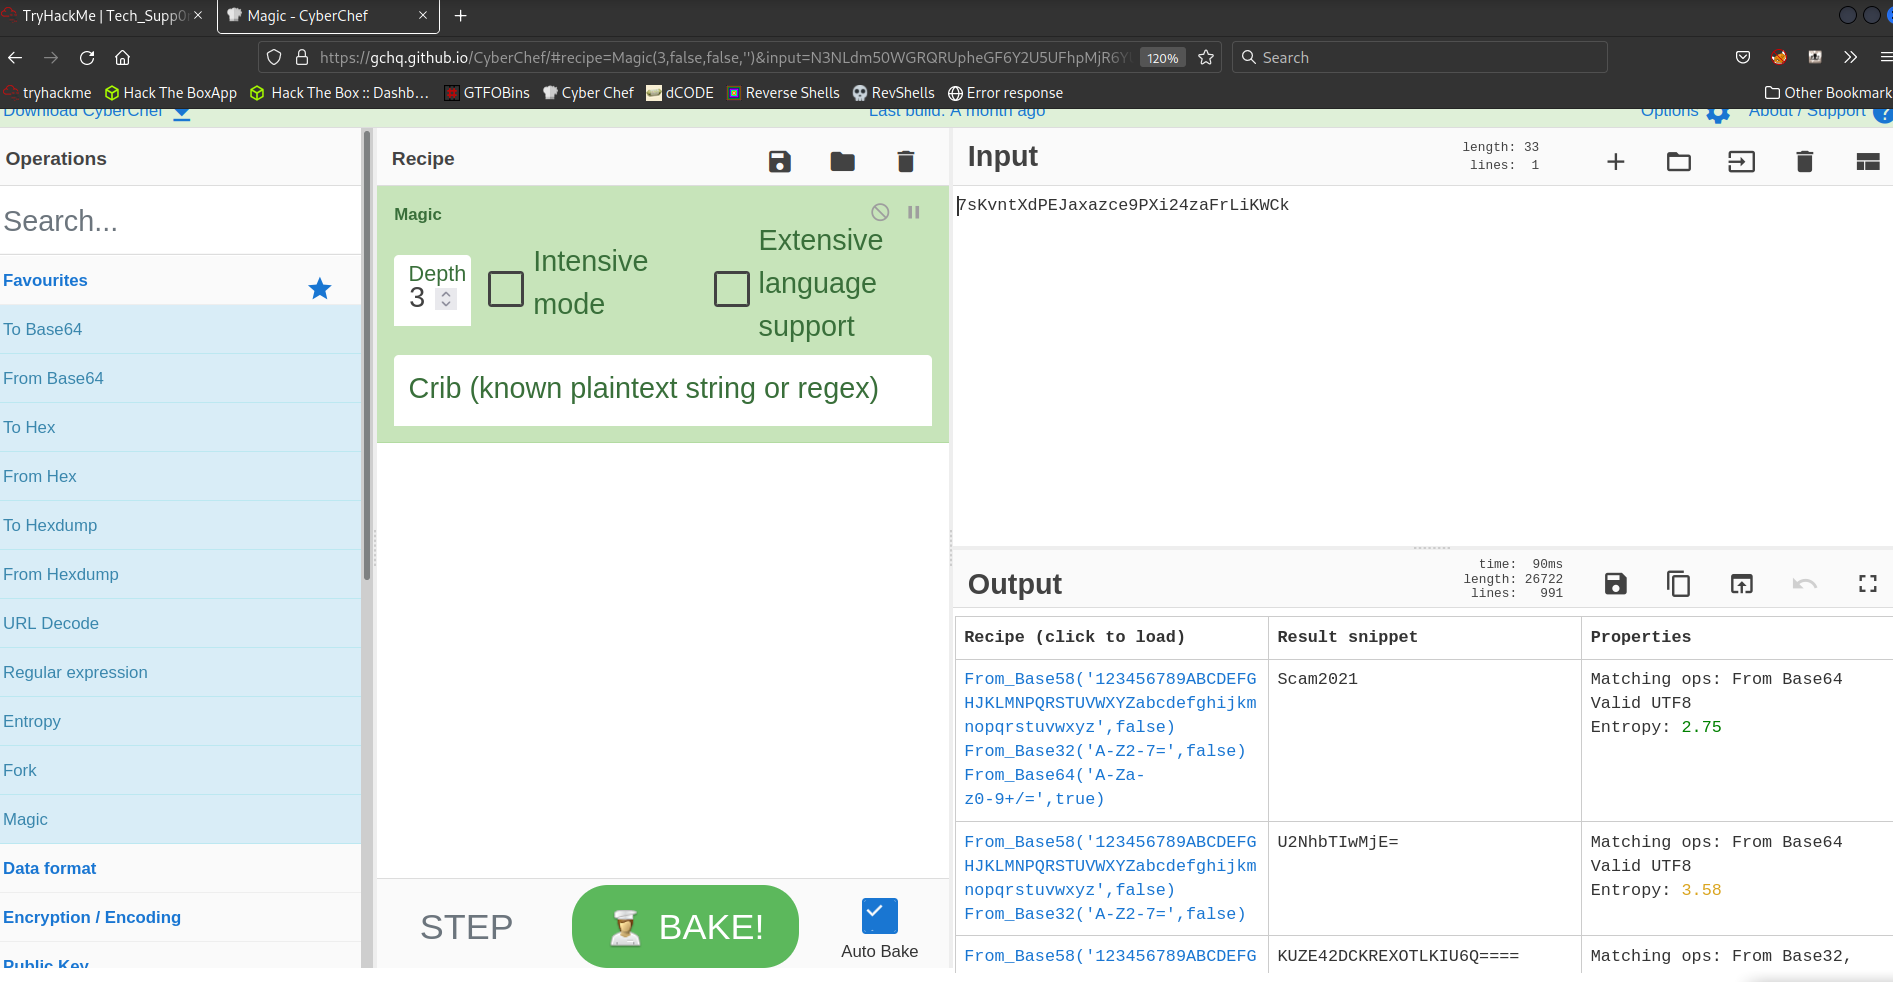 TryHackMe | Tech_Supp0r
Magic - CyberChef
https://gchq.github.io/CyberChef/#recipe=Magic(3,false,false,'')&input=N3NLdm50WGRQRUpheGF6Y2U5UFhpMjR6Y
120%
Search
tryhackme
Hack The BoxApp
Hack The Box :: Dashb...
GTFOBins
Cyber Chef
dCODE
Reverse Shells
RevShells
Error response
Other Bookmark
Download CyberChef
Last build: A month ago
Options
About / Support
Operations
Search...
Favourites
To Base64
From Base64
To Hex
From Hex
To Hexdump
From Hexdump
URL Decode
Regular expression
Entropy
Fork
Magic
Data format
Encryption / Encoding
Public Key
Recipe
Magic
Depth
3
Intensive
mode
Extensive
language
support
Crib (known plaintext string or regex)
STEP
BAKE!
Auto Bake
Input
length: 33
lines: 1
7sKvntXdPEJaxazce9PXi24zaFrLiKWCk
Output
time: 90ms
length: 26722
lines: 991
Recipe (click to load)
Result snippet
Properties
From_Base58('123456789ABCDEFG
HJKLMNPQRSTUVWXYZabcdefghijkm
nopqrstuvwxyz',false)
From_Base32('A-Z2-7=',false)
From_Base64('A-Za-
z0-9+/=',true)
Scam2021
Matching ops: From Base64
Valid UTF8
Entropy: 2.75
From_Base58('123456789ABCDEFG
HJKLMNPQRSTUVWXYZabcdefghijkm
nopqrstuvwxyz',false)
From_Base32('A-Z2-7=',false)
U2NhbTIwMjE=
Matching ops: From Base64
Valid UTF8
Entropy: 3.58
From_Base58('123456789ABCDEFG
KUZE42DCKREXOTLKIU6Q====
Matching ops: From Base32,